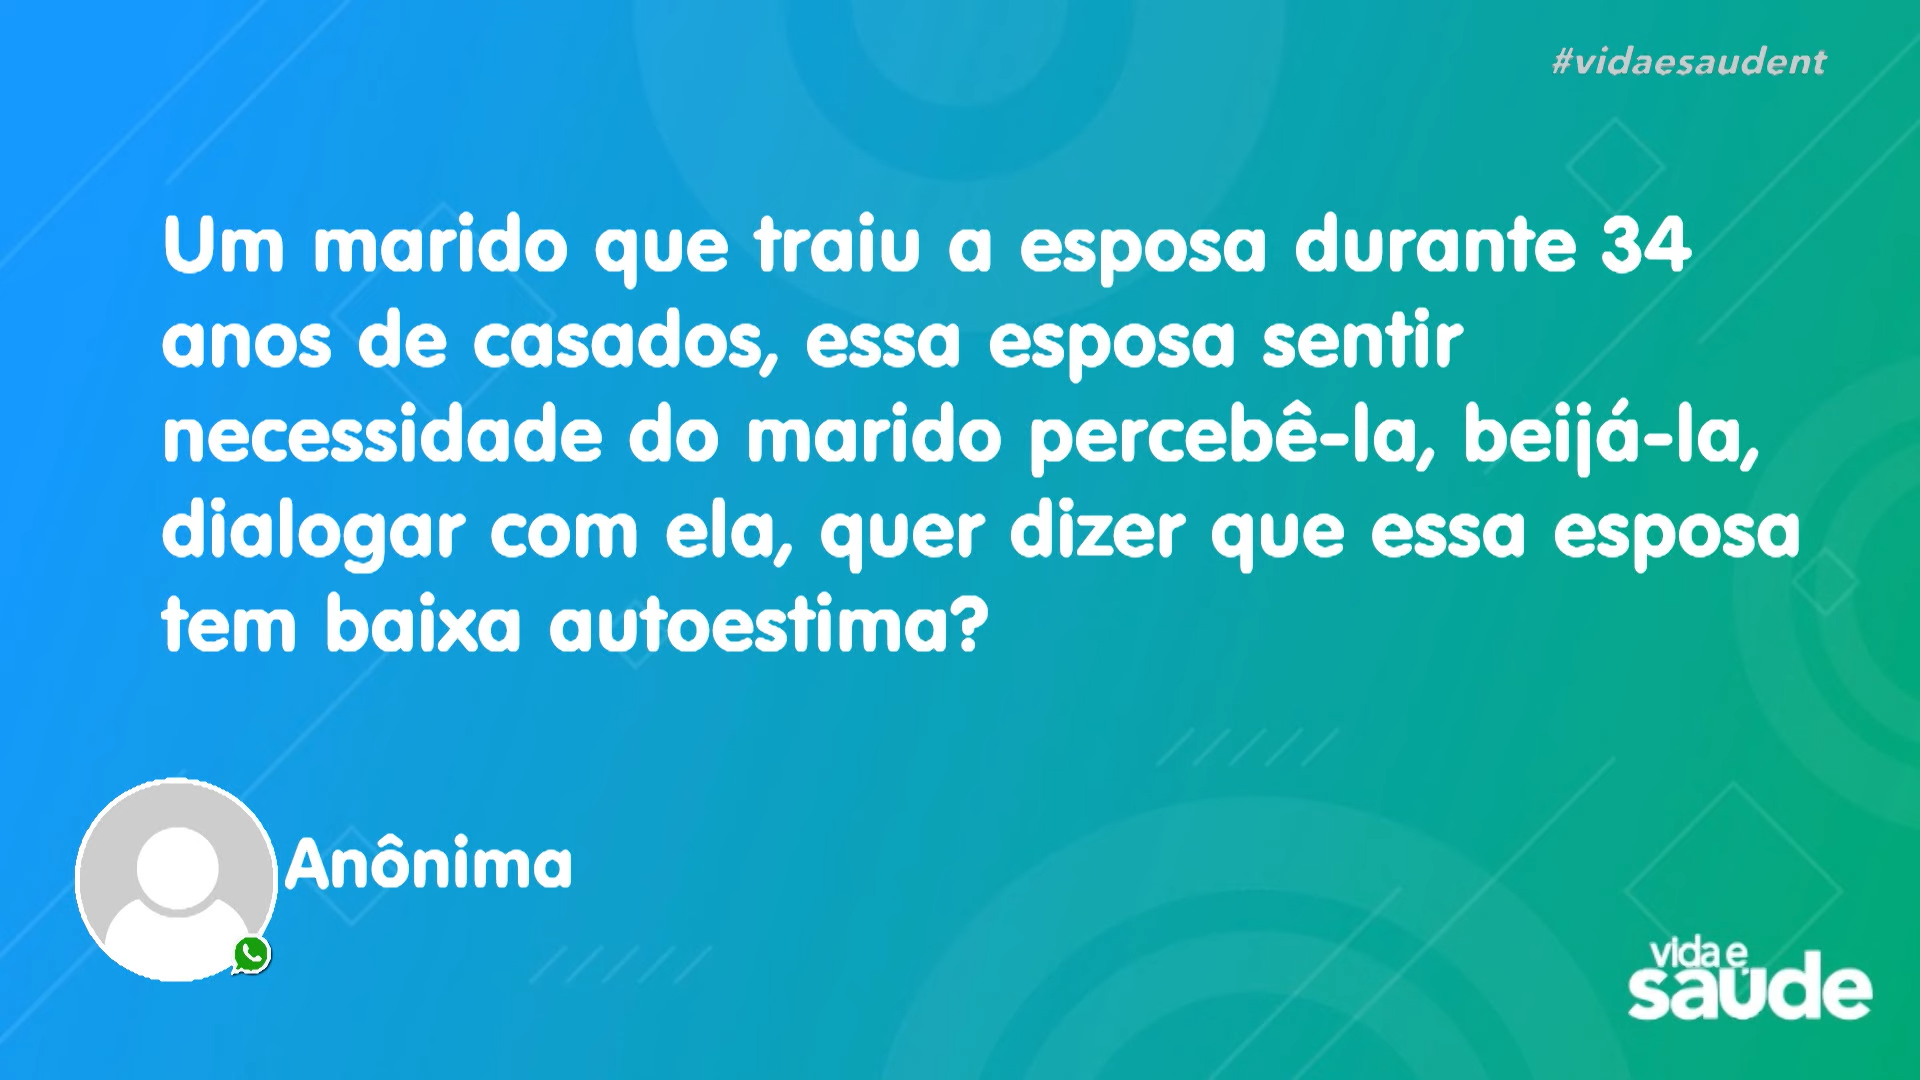 #vidaesaudent
Um marido que traiu a esposa durante 34
anos de casados, essa esposa sentir
necessidade do marido percebê-la, beijá-la,
dialogar com ela, quer dizer que essa esposa
tem baixa autoestima?
Anônima
vida e
saúde